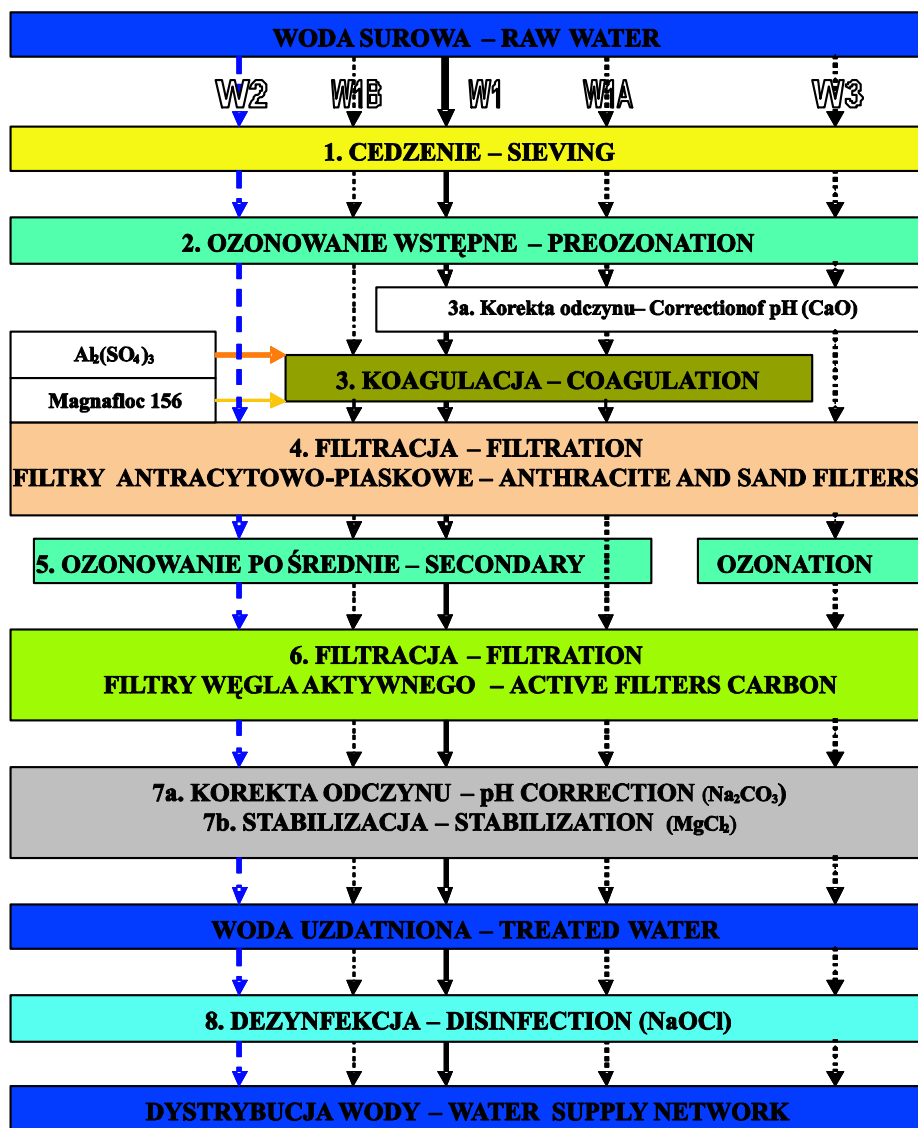 WODA SUROWA – RAW WATER
W2 W1B W1 W1A W3
1. CEDZENIE – SIEVING
2. OZONOWANIE WSTĘPNE – PREOZONATION
3a. Korekta odczynu– Correctionof pH (CaO)
Al₂(SO₄)₃
3. KOAGULACJA – COAGULATION
Magnafloc 156
4. FILTRACJA – FILTRATION
FILTRY ANTRACYTOWO-PIASKOWE – ANTHRACITE AND SAND FILTERS
5. OZONOWANIE PO ŚREDNIE – SECONDARY OZONATION
6. FILTRACJA – FILTRATION
FILTRY WĘGLA AKTYWNEGO – ACTIVE FILTERS CARBON
7a. KOREKTA ODCZYNU – pH CORRECTION (Na₂CO₃)
7b. STABILIZACJA – STABILIZATION (MgCl₂)
WODA UZDATNIONA – TREATED WATER
8. DEZYNFEKCJA – DISINFECTION (NaOCl)
DYSTRYBUCJA WODY – WATER SUPPLY NETWORK